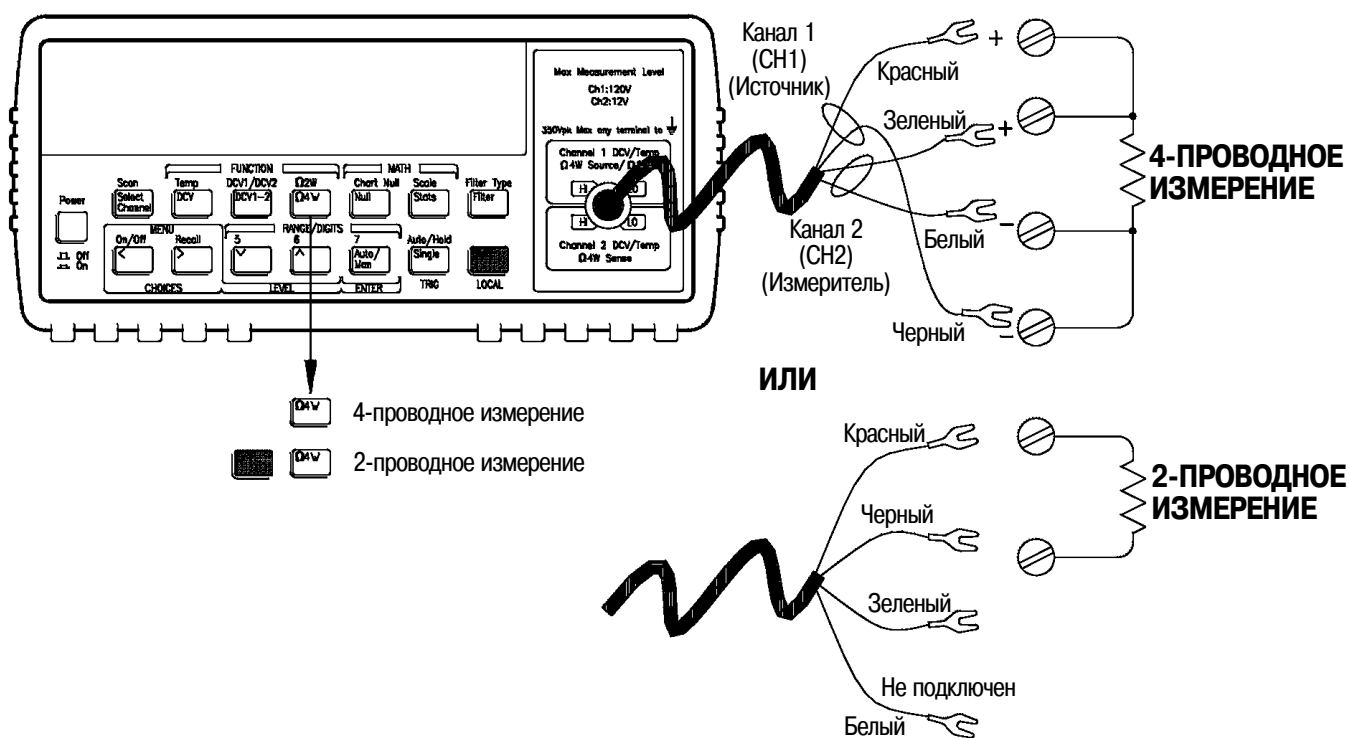 Max Measurement Level
Ch1:120V
Ch2:12V
350Vpk Max any terminal to
Channel 1 DCV/Temp
Ω4W Source/
HI
LO
HI
LO
Channel 2 DCV/Temp
Ω4W Sense
FUNCTION
MATH
Power
Scan
Select Channel
Temp
DCV
DCV1/DCV2
DCV1-2
Ω2W
Ω4W
Chart Null
Null
Scale
Stats
Filter Type
Filter
Off
On
MENU
RANGE/DIGITS
On/Off
<
Recall
>
5
6
7
Auto/
Man
Auto/Hold
Single
CHOICES
LEVEL
ENTER
TRIG
LOCAL
Канал 1
(CH1)
(Источник)
Красный
+
Зеленый
+
4-ПРОВОДНОЕ
ИЗМЕРЕНИЕ
Белый
–
Канал 2
(CH2)
(Измеритель)
Черный
–
ИЛИ
Ω4W
4-проводное измерение
Ω4W
2-проводное измерение
Красный
2-ПРОВОДНОЕ
ИЗМЕРЕНИЕ
Черный
Зеленый
Не подключен
Белый